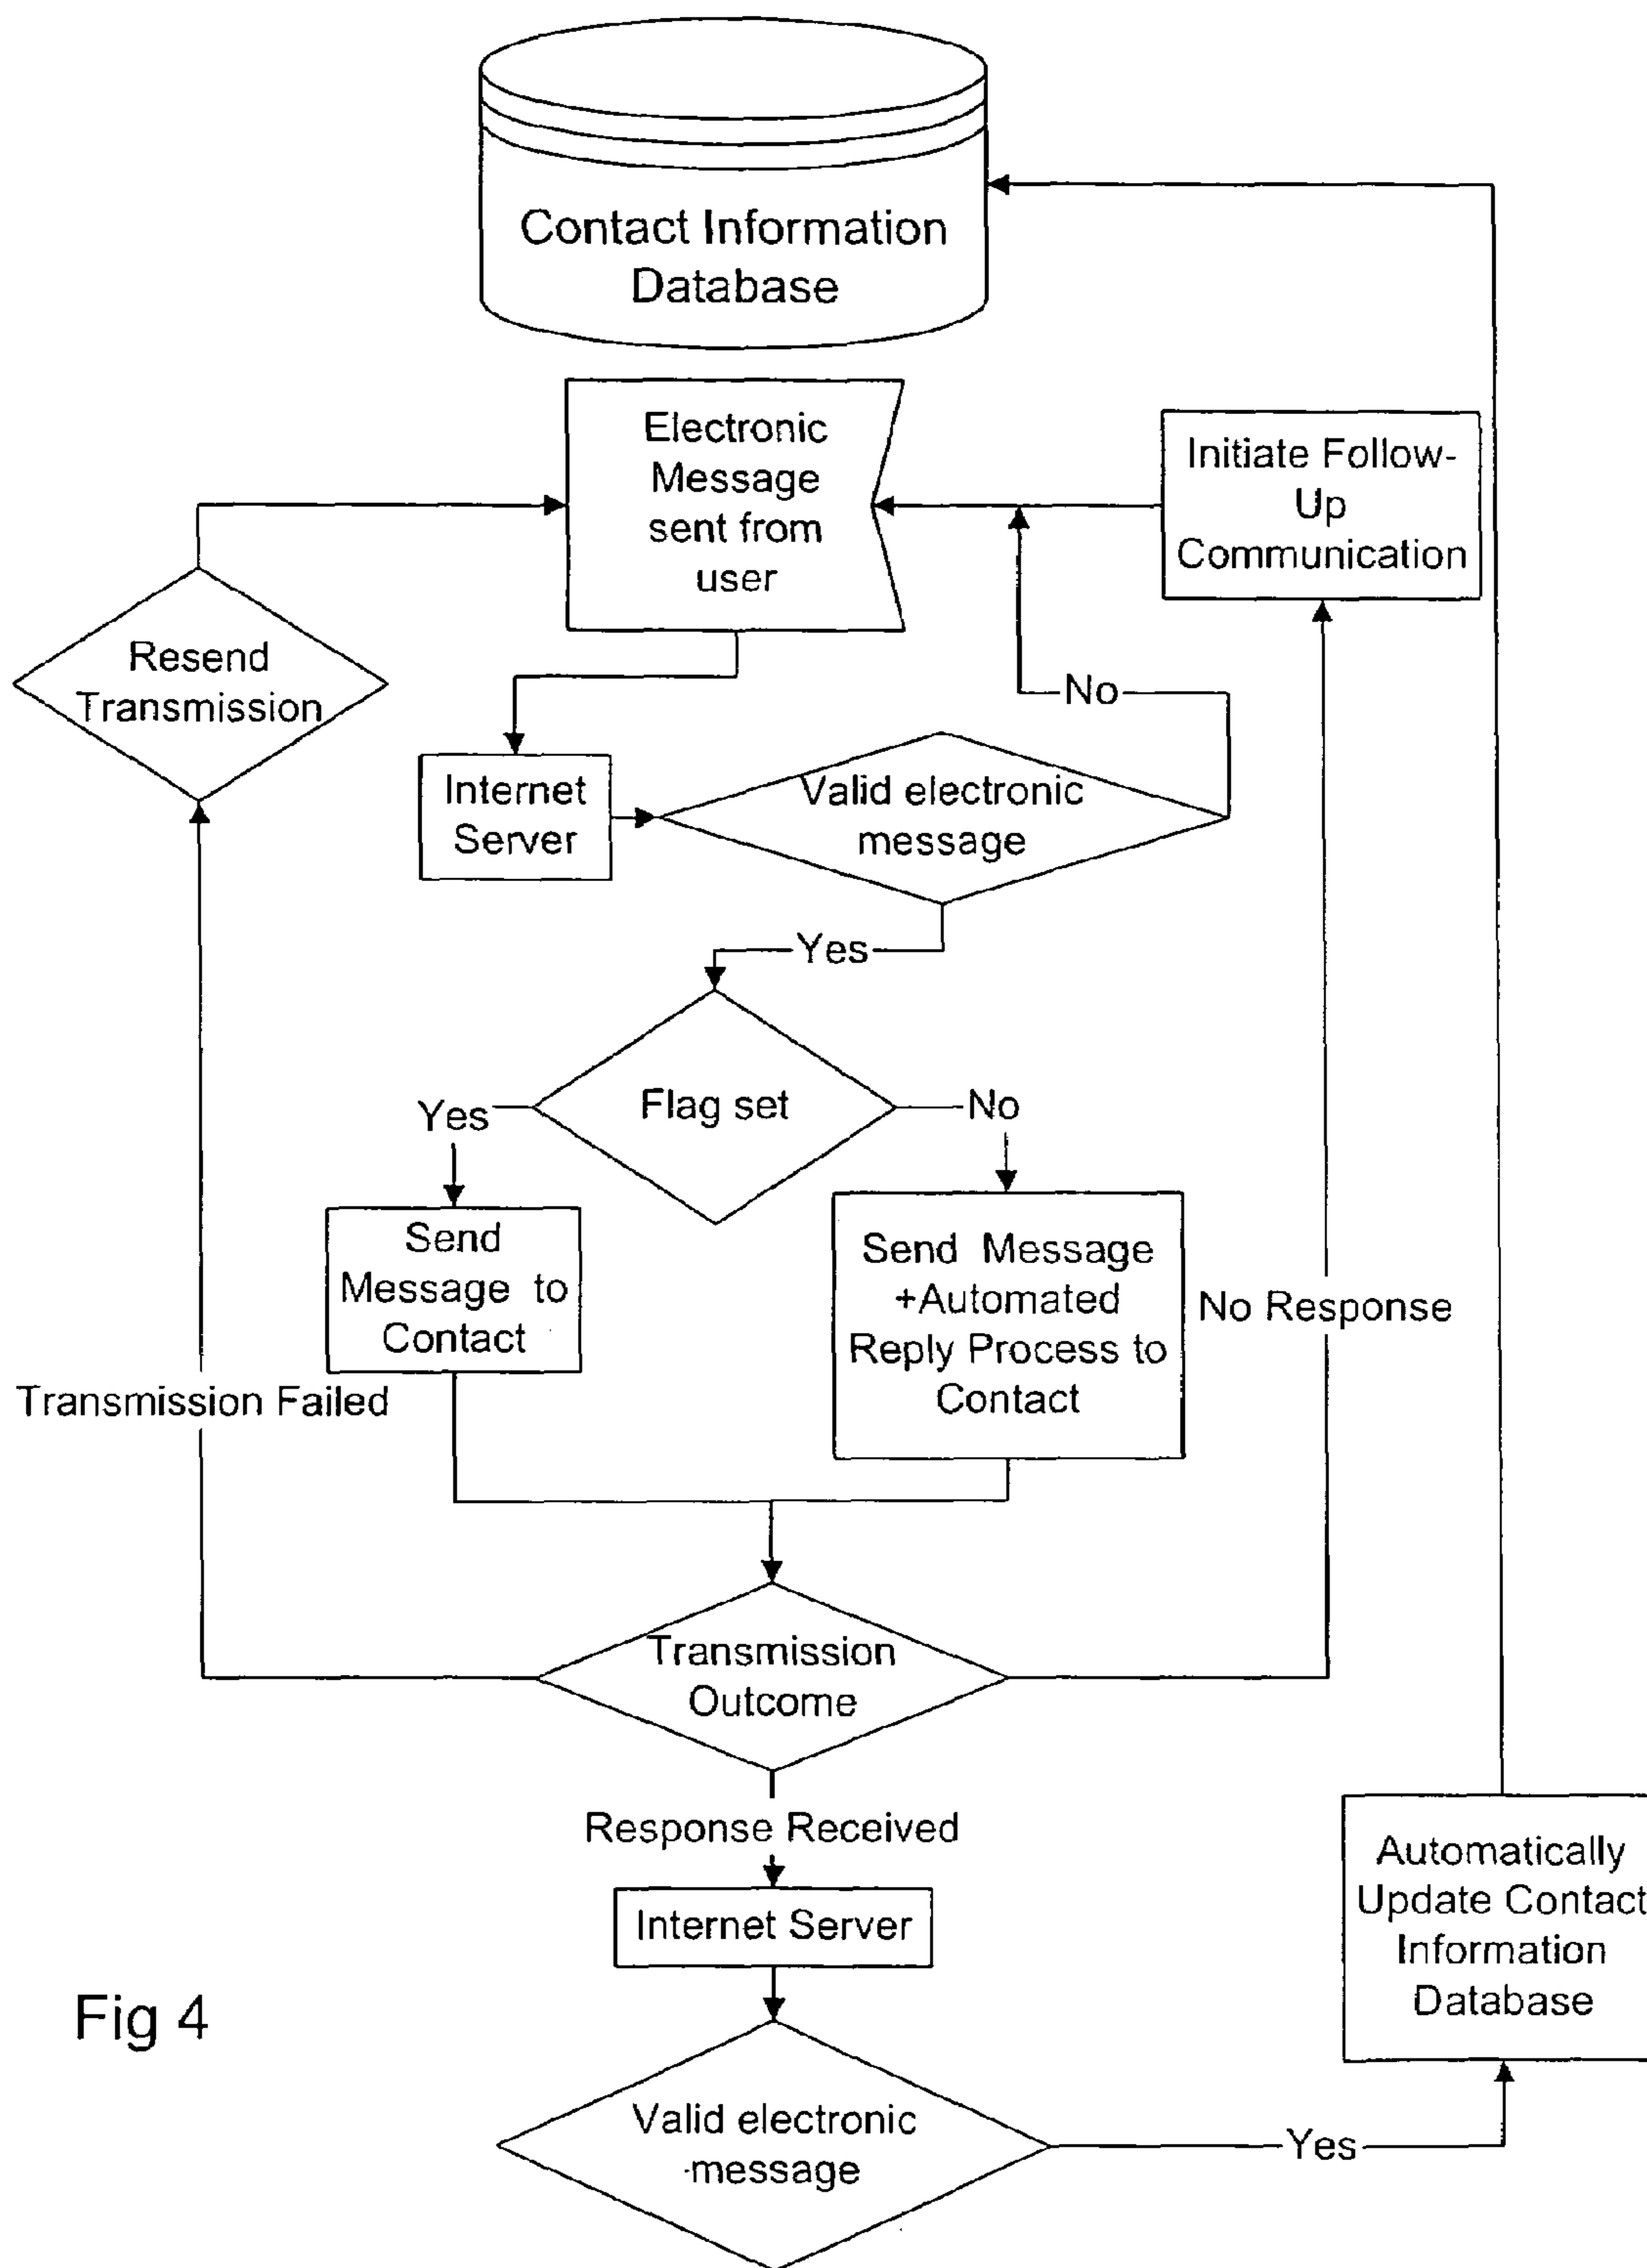 Contact Information
Database
Electronic
Message
sent from
user
Initiate Follow-
Up
Communication
Resend
Transmission
No
Internet
Server
Valid electronic
message
Yes
Flag set
Yes
No
Send
Message to
Contact
Send Message
+Automated
Reply Process to
Contact
No Response
Transmission Failed
Transmission
Outcome
Response Received
Internet Server
Automatically
Update Contact
Information
Database
Fig 4
Valid electronic
message
Yes